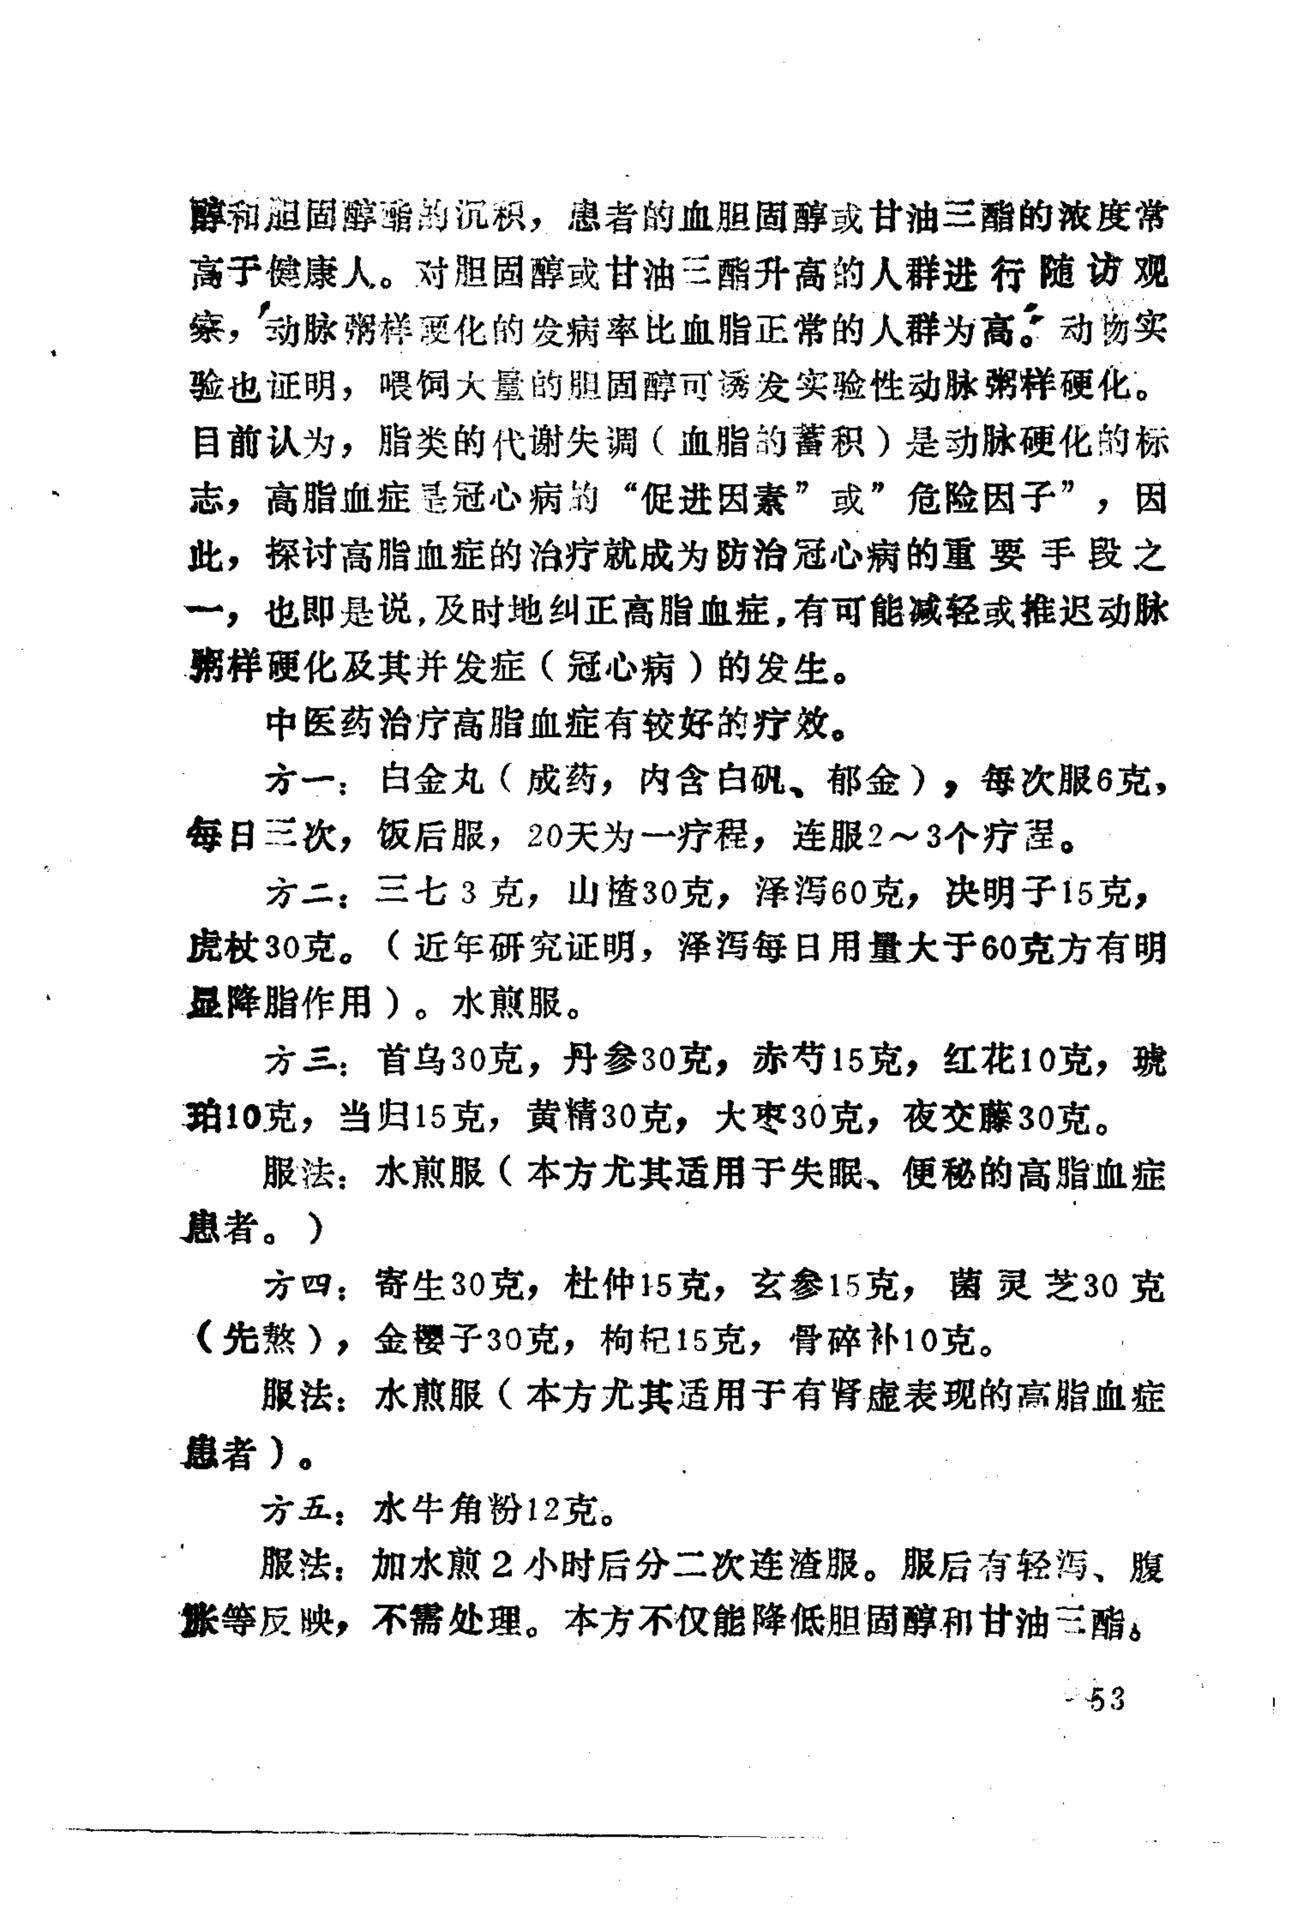 醇和胆固醇酯的沉积，患者的血胆固醇或甘油三酯的浓度常
高于健康人。对胆固醇或甘油三酯升高的人群进行随访观
察，动脉粥样硬化的发病率比血脂正常的人群为高。动物实
验也证明，喂饲大量的胆固醇可诱发实验性动脉粥样硬化。
目前认为，脂类的代谢失调（血脂的蓄积）是动脉硬化的标
志，高脂血症是冠心病的“促进因素”或”危险因子”，因
此，探讨高脂血症的治疗就成为防治冠心病的重要手段之
一，也即是说，及时地纠正高脂血症，有可能减轻或推迟动脉
粥样硬化及其并发症（冠心病）的发生。
中医药治疗高脂血症有较好的疗效。
方一：白金丸（成药，内含白矾、郁金），每次服6克，
每日三次，饭后服，20天为一疗程，连服2～3个疗程。
方二：三七3克，山楂30克，泽泻60克，决明子15克，
虎杖30克。（近年研究证明，泽泻每日用量大于60克方有明
显降脂作用）。水煎服。
方三：首乌30克，丹参30克，赤芍15克，红花10克，琥
珀10克，当归15克，黄精30克，大枣30克，夜交藤30克。
服法：水煎服（本方尤其适用于失眠、便秘的高脂血症
患者。）
方四：寄生30克，杜仲15克，玄参15克，菌灵芝30克
（先熬），金樱子30克，枸杞15克，骨碎补10克。
服法：水煎服（本方尤其适用于有肾虚表现的高脂血症
患者）。
方五：水牛角粉12克。
服法：加水煎2小时后分二次连渣服。服后有轻泻、腹
胀等反映，不需处理。本方不仅能降低胆固醇和甘油三酯。
53